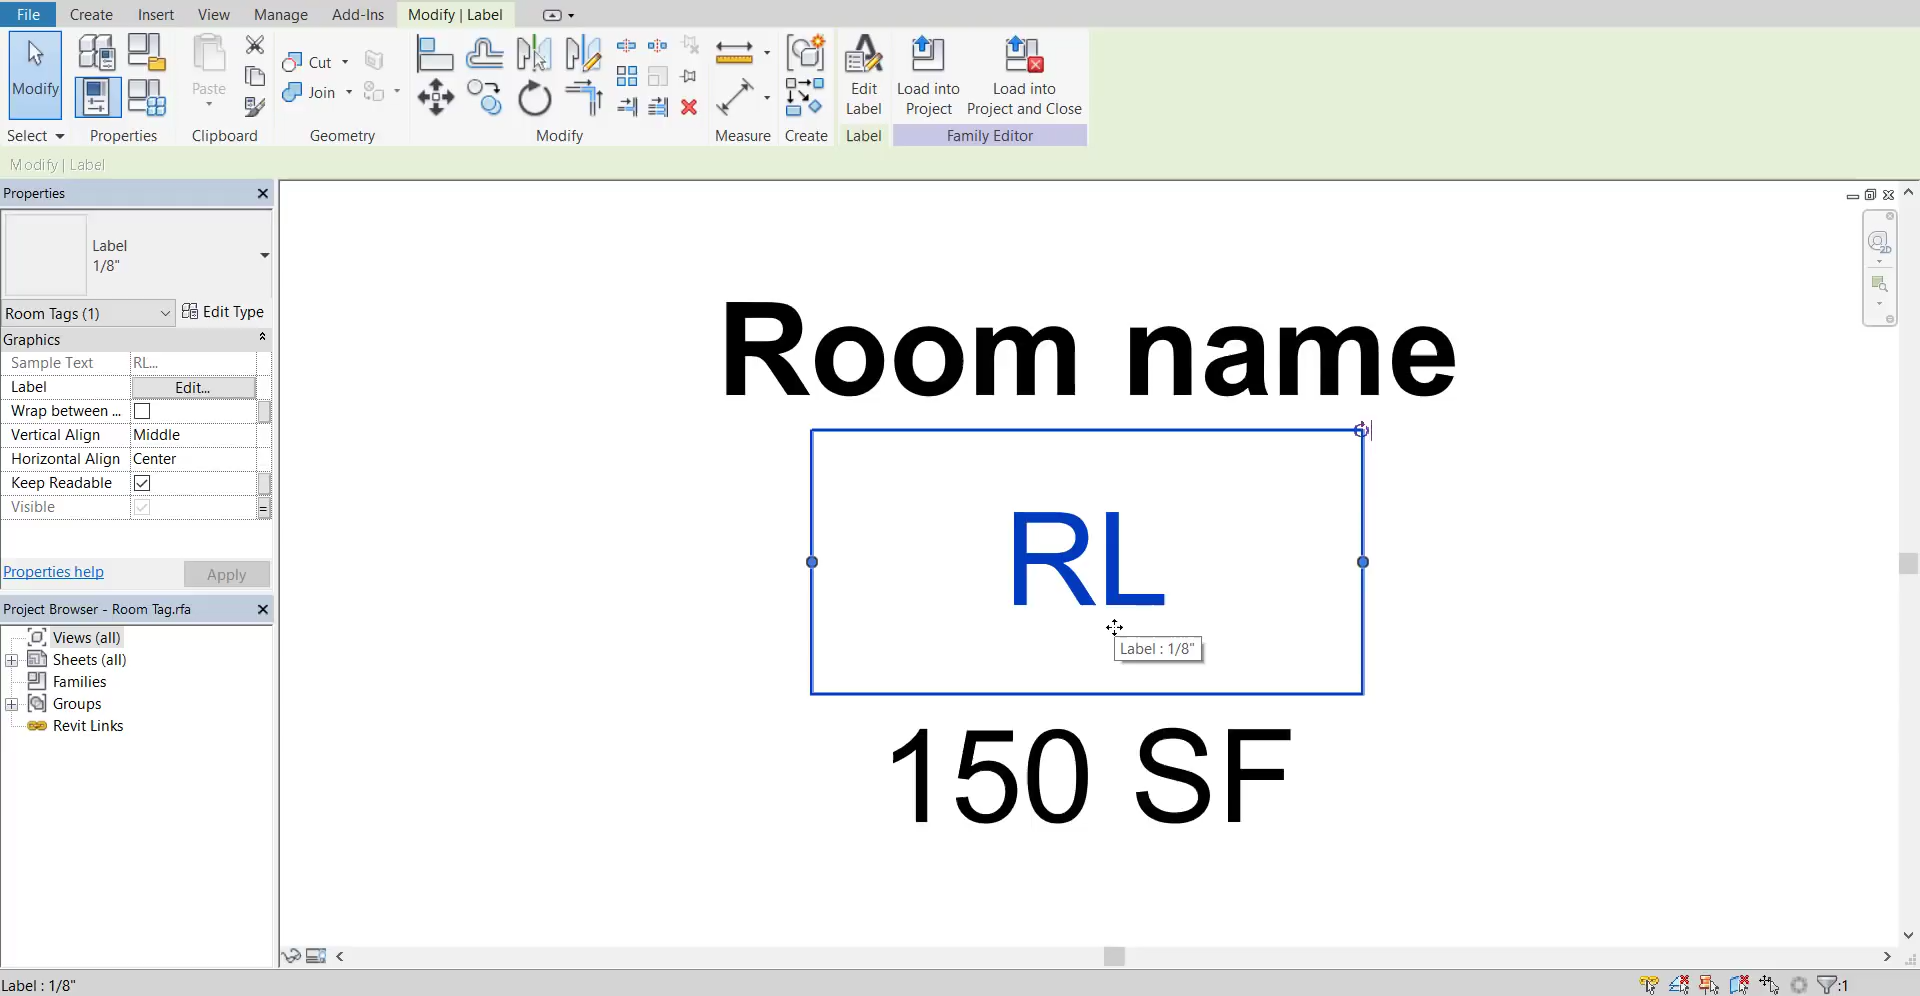 File Create Insert View Manage Add-Ins Modify | Label
Modify
Paste
Cut
Join
Edit Label
Load into Project
Load into Project and Close
Select Properties Clipboard Geometry Modify Measure Create Label Family Editor
Modify | Label
Properties
Label
1/8"
Room Tags (1) Edit Type
Graphics
Sample Text RL...
Label Edit...
Wrap between ...
Vertical Align Middle
Horizontal Align Center
Keep Readable
Visible
=
Properties help Apply
Project Browser - Room Tag.rfa
Views (all)
Sheets (all)
Families
Groups
Revit Links
2D
Room name
RL
Label : 1/8"
150 SF
Label : 1/8"
:1